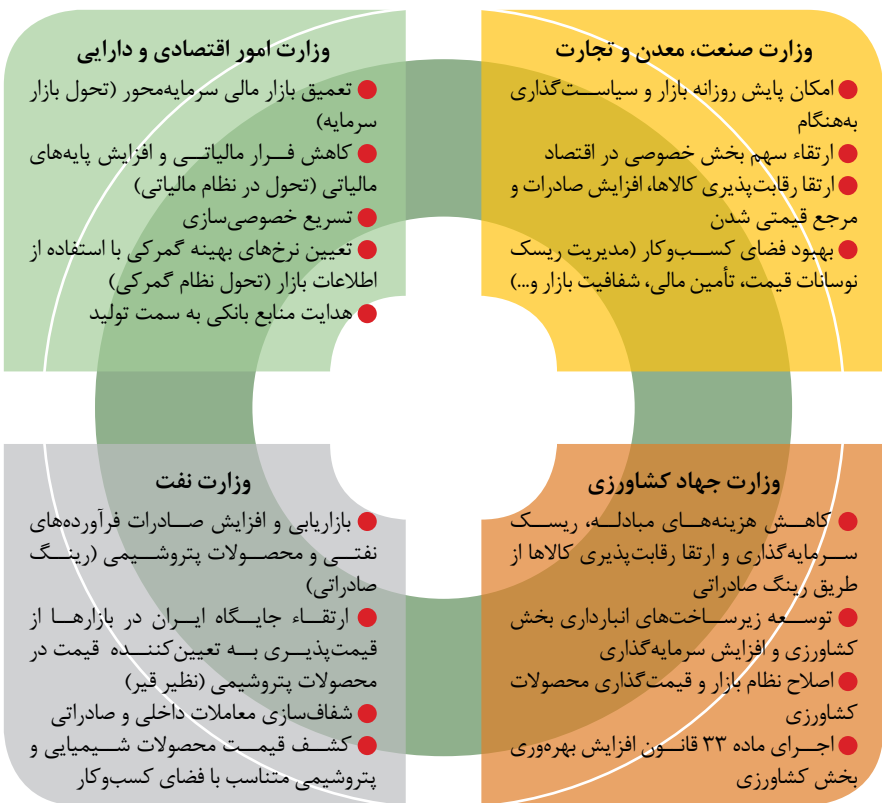 وزارت صنعت، معدن و تجارت
● امکان پایش روزانه بازار و سیاست‌گذاری
به‌هنگام
● ارتقاء سهم بخش خصوصی در اقتصاد
● ارتقا رقابت‌پذیری کالاها، افزایش صادرات و
مرجع قیمتی شدن
● بهبود فضای کسب‌وکار (مدیریت ریسک
نوسانات قیمت، تأمین مالی، شفافیت بازار و...)
وزارت امور اقتصادی و دارایی
● تعمیق بازار مالی سرمایه‌محور (تحول بازار
سرمایه)
● کاهش فرار مالیاتی و افزایش پایه‌های
مالیاتی (تحول در نظام مالیاتی)
● تسریع خصوصی‌سازی
● تعیین نرخ‌های بهینه گمرکی با استفاده از
اطلاعات بازار (تحول نظام گمرکی)
● هدایت منابع بانکی به سمت تولید
وزارت جهاد کشاورزی
● کاهش هزینه‌های مبادله، ریسک
سرمایه‌گذاری و ارتقا رقابت‌پذیری کالاها از
طریق رینگ صادراتی
● توسعه زیرساخت‌های انبارداری بخش
کشاورزی و افزایش سرمایه‌گذاری
● اصلاح نظام بازار و قیمت‌گذاری محصولات
کشاورزی
● اجرای ماده ۳۳ قانون افزایش بهره‌وری
بخش کشاورزی
وزارت نفت
● بازاریابی و افزایش صادرات فرآورده‌های
نفتی و محصولات پتروشیمی (رینگ
صادراتی)
● ارتقاء جایگاه ایران در بازارها از
قیمت‌پذیری به تعیین‌کننده قیمت در
محصولات پتروشیمی (نظیر قیر)
● شفاف‌سازی معاملات داخلی و صادراتی
● کشف قیمت محصولات شیمیایی و
پتروشیمی متناسب با فضای کسب‌وکار